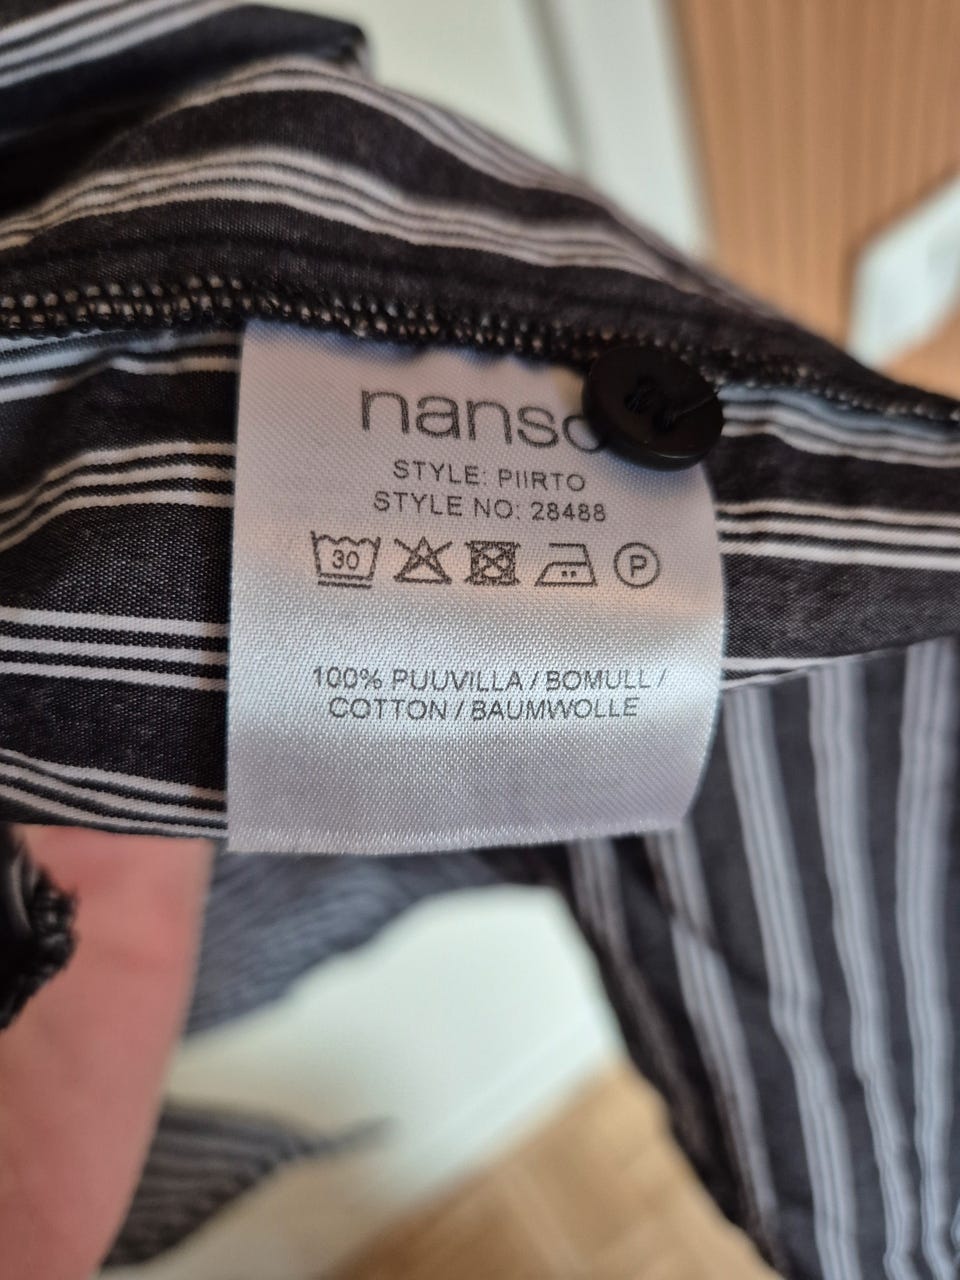 nanso
STYLE: PIIRTO
STYLE NO: 28488
30 P
100% PUUVILLA / BOMULL /
COTTON / BAUMWOLLE